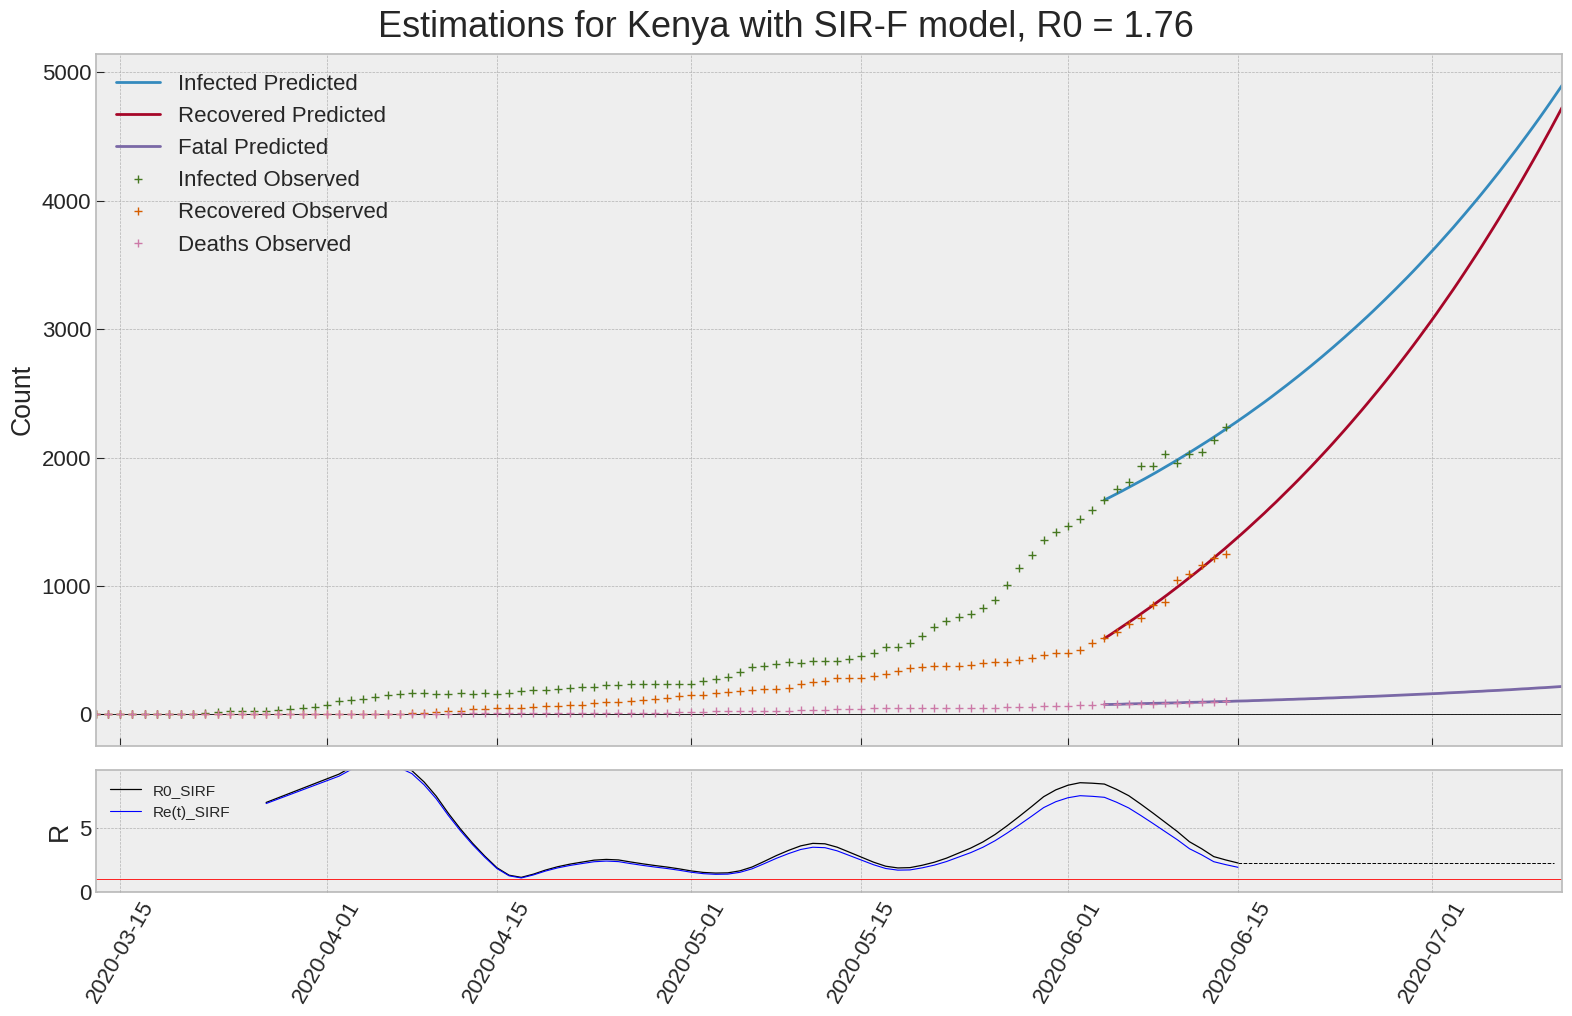 Estimations for Kenya with SIR-F model, R0 = 1.76
5000
4000
3000
2000
1000
0
Count
Infected Predicted
Recovered Predicted
Fatal Predicted
Infected Observed
Recovered Observed
Deaths Observed
R
5
0
R0_SIRF
Re(t)_SIRF
2020-03-15
2020-04-01
2020-04-15
2020-05-01
2020-05-15
2020-06-01
2020-06-15
2020-07-01